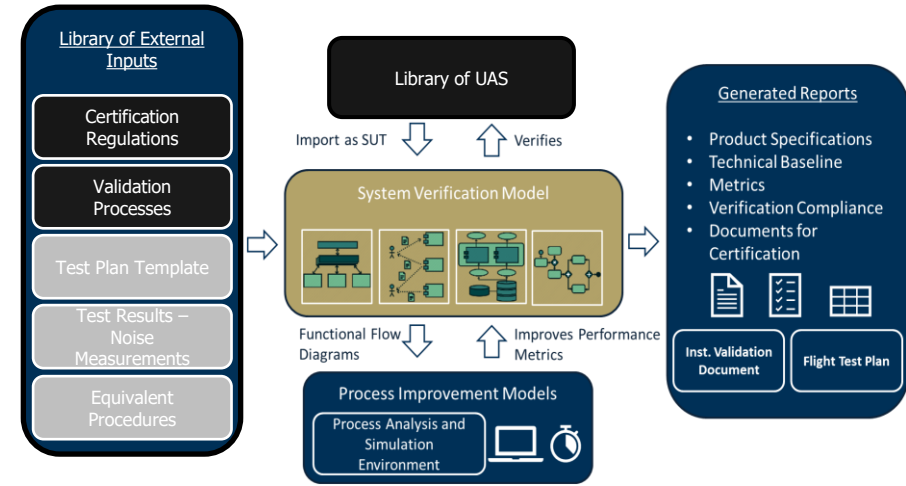 Library of External
Inputs
Certification
Regulations
Validation
Processes
Test Plan Template
Test Results –
Noise
Measurements
Equivalent
Procedures
Library of UAS
Import as SUT
Verifies
System Verification Model
Functional Flow
Diagrams
Improves Performance
Metrics
Process Improvement Models
Process Analysis and
Simulation
Environment
Generated Reports
• Product Specifications
• Technical Baseline
• Metrics
• Verification Compliance
• Documents for
Certification
Inst. Validation
Document
Flight Test Plan